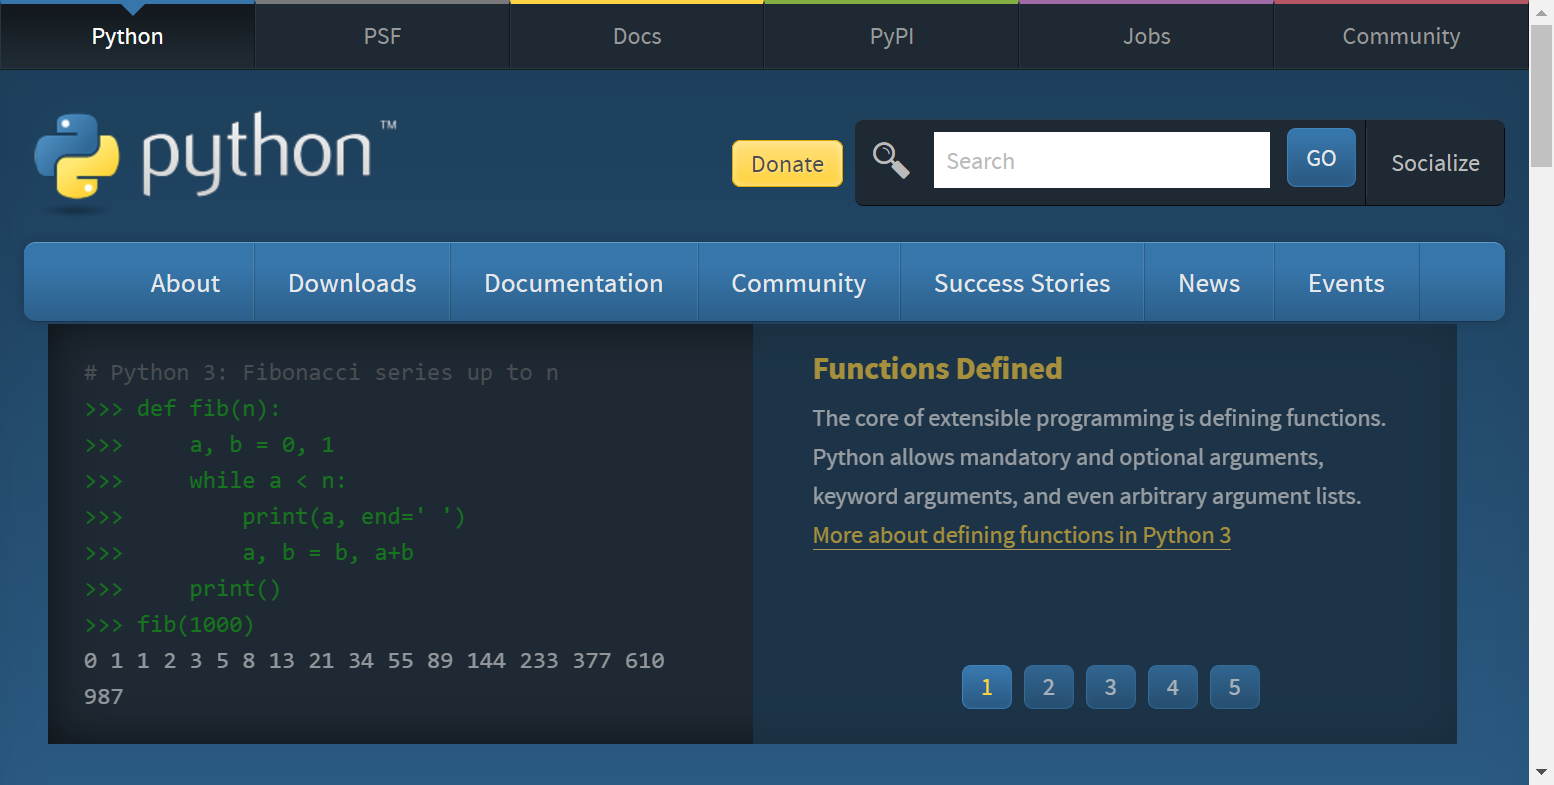 Python
PSF
Docs
PyPI
Jobs
Community
python™
Donate
Search
GO
Socialize
About
Downloads
Documentation
Community
Success Stories
News
Events
# Python 3: Fibonacci series up to n
>>> def fib(n):
>>>     a, b = 0, 1
>>>     while a < n:
>>>         print(a, end=' ')
>>>         a, b = b, a+b
>>>     print()
>>> fib(1000)
0 1 1 2 3 5 8 13 21 34 55 89 144 233 377 610
987
Functions Defined
The core of extensible programming is defining functions.
Python allows mandatory and optional arguments,
keyword arguments, and even arbitrary argument lists.
More about defining functions in Python 3
1
2
3
4
5